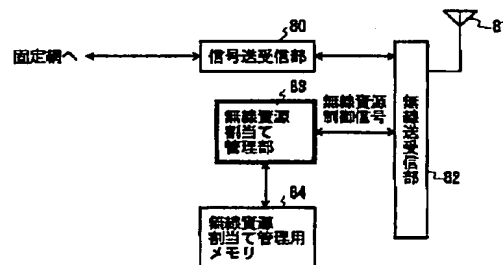 80
固定網へ
信号送受信部
83
無線資源
割当て
管理部
無線資源
制御信号
無線送受信部
82
84
無線資源
割当て管理用
メモリ